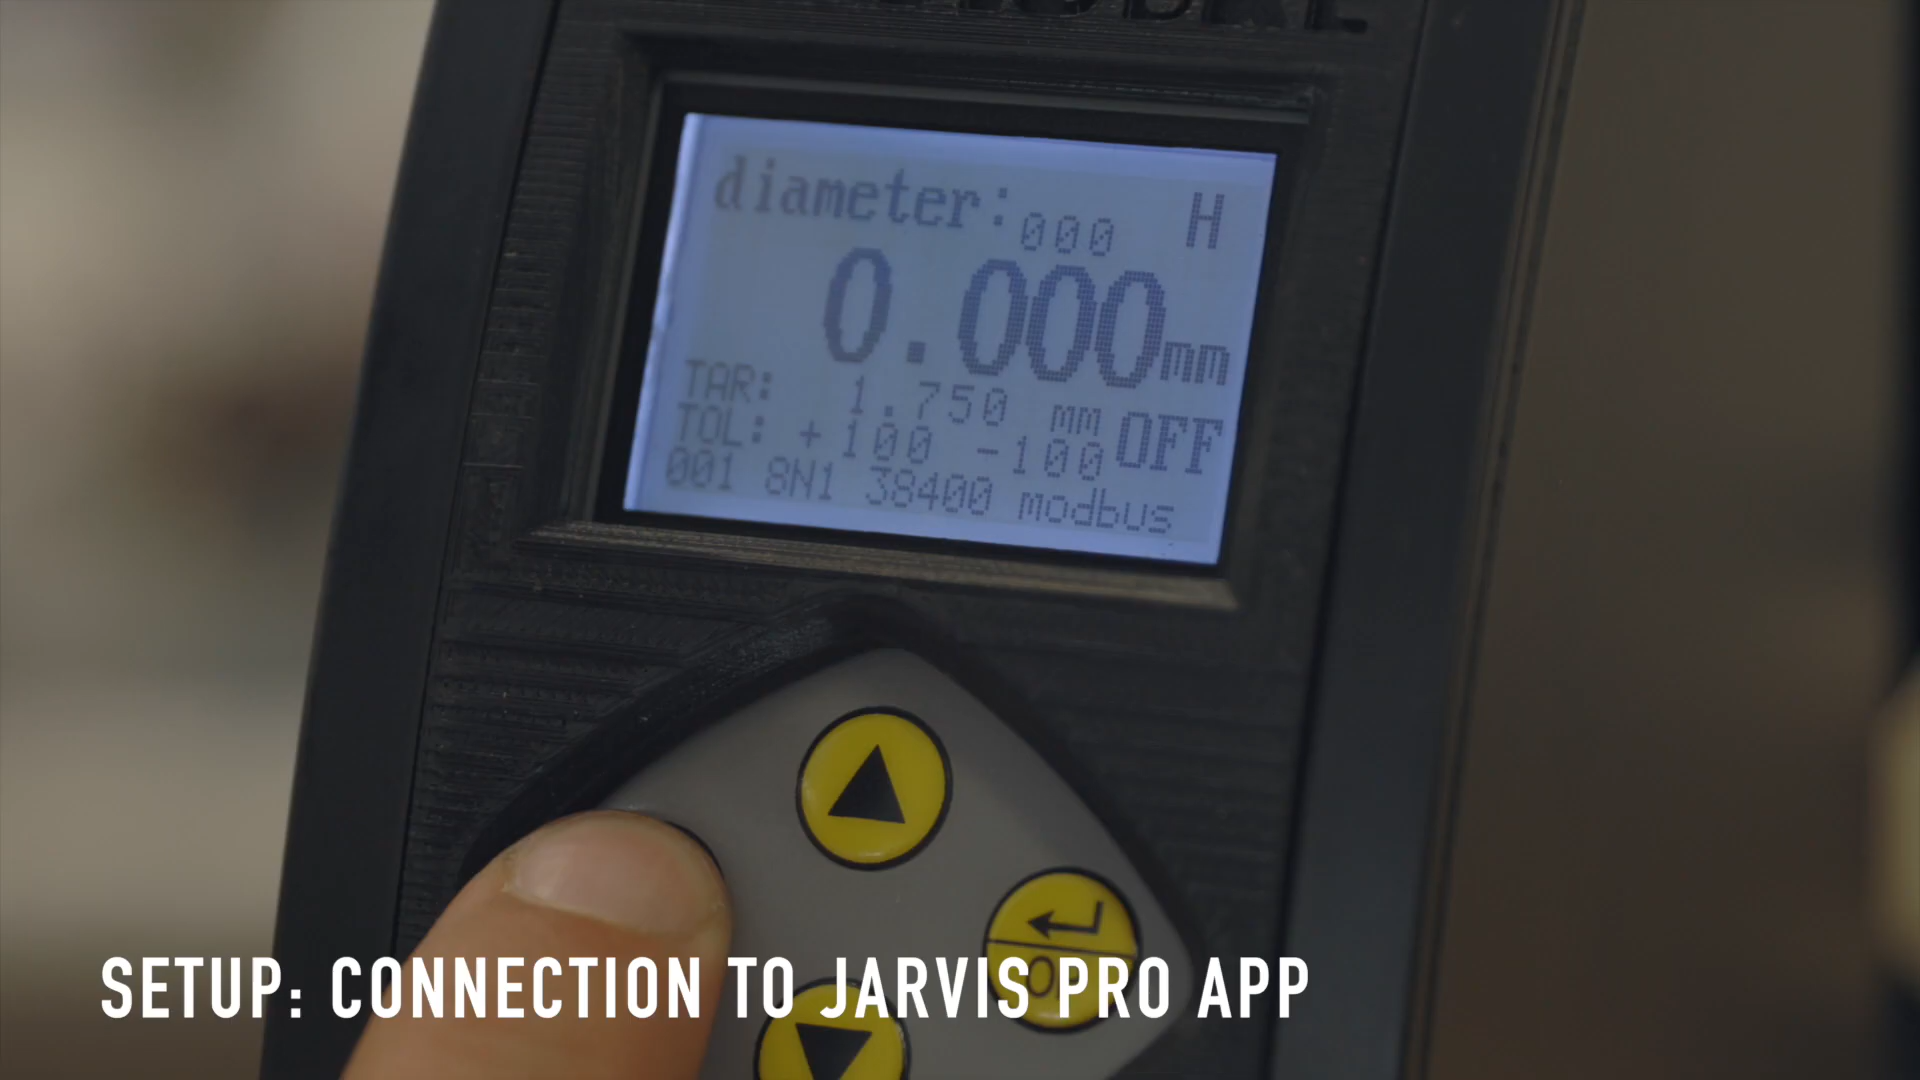 diameter: 000 H
0.000mm
TAR: 1.750 mm OFF
TOL: +100 -100
001 8N1 38400 modbus
SETUP: CONNECTION TO JARVIS PRO APP